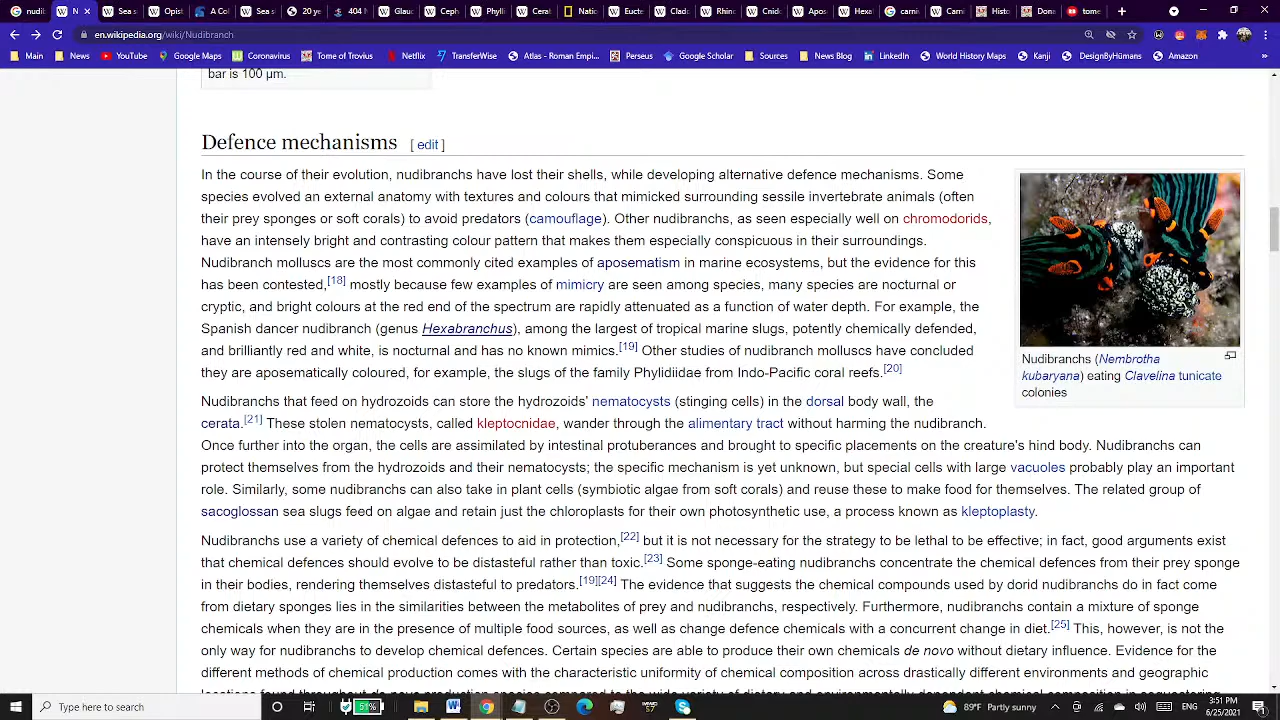 nudib
N
Sea s
Opist
A Col
Sea sl
20 ye
404 f
Glauc
Ceph
Phylli
Cerat
Natio
Ecte
Clad
Rhin
Cnid
Apos
Hexa
carni
Carn
Histo
Dona
tome
en.wikipedia.org/wiki/Nudibranch
Main
News
YouTube
Google Maps
Coronavirus
Tome of Trovius
Netflix
TransferWise
Atlas - Roman Empi...
Perseus
Google Scholar
Sources
News Blog
LinkedIn
World History Maps
Kanji
DesignByHumans
Amazon
»
bar is 100 μm.
Defence mechanisms [ edit ]
In the course of their evolution, nudibranchs have lost their shells, while developing alternative defence mechanisms. Some
species evolved an external anatomy with textures and colours that mimicked surrounding sessile invertebrate animals (often
their prey sponges or soft corals) to avoid predators (camouflage). Other nudibranchs, as seen especially well on chromodorids,
have an intensely bright and contrasting colour pattern that makes them especially conspicuous in their surroundings.
Nudibranch molluscs are the most commonly cited examples of aposematism in marine ecosystems, but the evidence for this
has been contested,[18] mostly because few examples of mimicry are seen among species, many species are nocturnal or
cryptic, and bright colours at the red end of the spectrum are rapidly attenuated as a function of water depth. For example, the
Spanish dancer nudibranch (genus Hexabranchus), among the largest of tropical marine slugs, potently chemically defended,
and brilliantly red and white, is nocturnal and has no known mimics.[19] Other studies of nudibranch molluscs have concluded
they are aposematically coloured, for example, the slugs of the family Phylidiidae from Indo-Pacific coral reefs.[20]
Nudibranchs (Nembrotha
kubaryana) eating Clavelina tunicate
colonies
Nudibranchs that feed on hydrozoids can store the hydrozoids' nematocysts (stinging cells) in the dorsal body wall, the
cerata.[21] These stolen nematocysts, called kleptocnidae, wander through the alimentary tract without harming the nudibranch.
Once further into the organ, the cells are assimilated by intestinal protuberances and brought to specific placements on the creature's hind body. Nudibranchs can
protect themselves from the hydrozoids and their nematocysts; the specific mechanism is yet unknown, but special cells with large vacuoles probably play an important
role. Similarly, some nudibranchs can also take in plant cells (symbiotic algae from soft corals) and reuse these to make food for themselves. The related group of
sacoglossan sea slugs feed on algae and retain just the chloroplasts for their own photosynthetic use, a process known as kleptoplasty.
Nudibranchs use a variety of chemical defences to aid in protection,[22] but it is not necessary for the strategy to be lethal to be effective; in fact, good arguments exist
that chemical defences should evolve to be distasteful rather than toxic.[23] Some sponge-eating nudibranchs concentrate the chemical defences from their prey sponge
in their bodies, rendering themselves distasteful to predators.[19][24] The evidence that suggests the chemical compounds used by dorid nudibranchs do in fact come
from dietary sponges lies in the similarities between the metabolites of prey and nudibranchs, respectively. Furthermore, nudibranchs contain a mixture of sponge
chemicals when they are in the presence of multiple food sources, as well as change defence chemicals with a concurrent change in diet.[25] This, however, is not the
only way for nudibranchs to develop chemical defences. Certain species are able to produce their own chemicals de novo without dietary influence. Evidence for the
different methods of chemical production comes with the characteristic uniformity of chemical composition across drastically different environments and geographic
Type here to search
51%
89°F Partly sunny
ENG
3:51 PM
6/25/2021